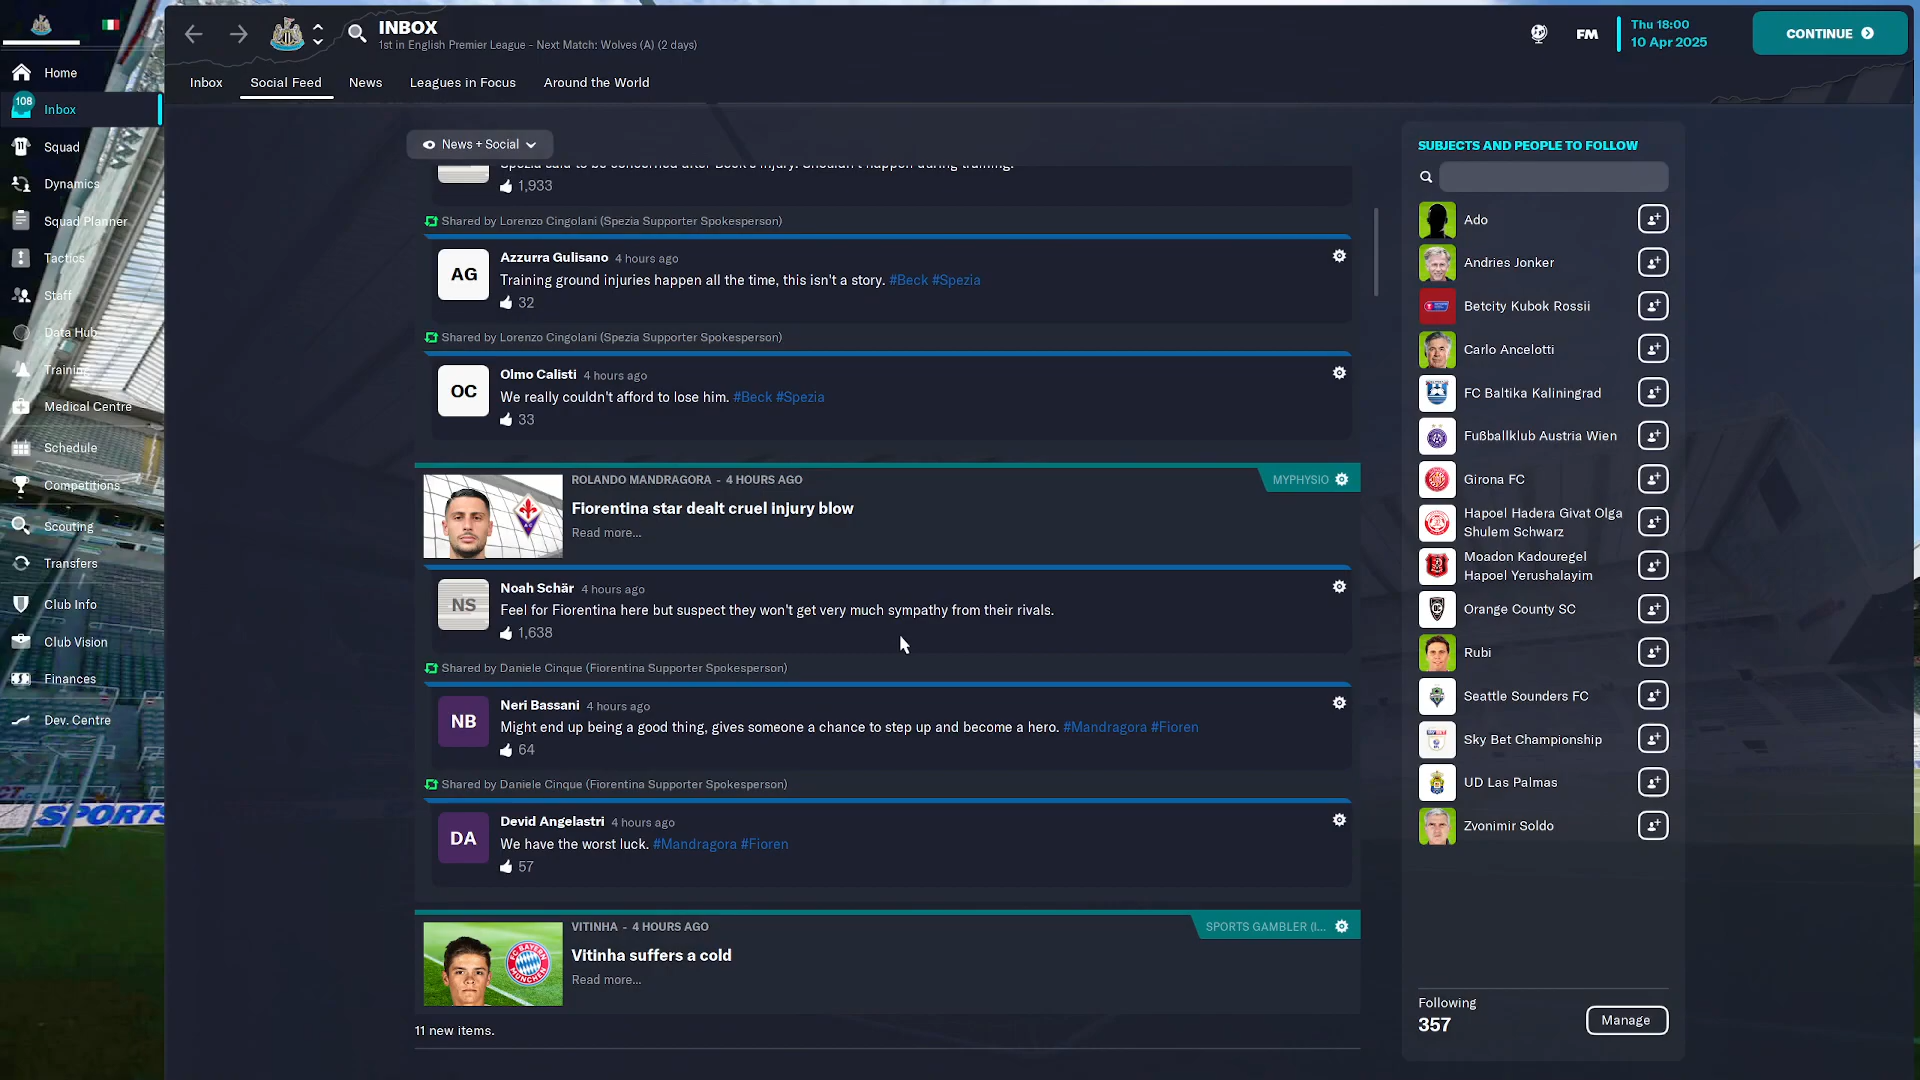 INBOX
1st in English Premier League - Next Match: Wolves (A) (2 days)
FM
Thu 18:00
10 Apr 2025
CONTINUE
Home
108
Inbox
Squad
Dynamics
Squad Planner
Tactics
Staff
Data Hub
Training
Medical Centre
Schedule
Competitions
Scouting
Transfers
Club Info
Club Vision
Finances
Dev. Centre
SPORTS
Inbox
Social Feed
News
Leagues in Focus
Around the World
News + Social
Spezia said to be concerned after Beck's injury. Shouldn't happen during training.
1,933
Shared by Lorenzo Cingolani (Spezia Supporter Spokesperson)
AG
Azzurra Gulisano 4 hours ago
Training ground injuries happen all the time, this isn't a story. #Beck #Spezia
32
Shared by Lorenzo Cingolani (Spezia Supporter Spokesperson)
OC
Olmo Calisti 4 hours ago
We really couldn't afford to lose him. #Beck #Spezia
33
ROLANDO MANDRAGORA - 4 HOURS AGO
MYPHYSIO
Fiorentina star dealt cruel injury blow
Read more...
NS
Noah Schär 4 hours ago
Feel for Fiorentina here but suspect they won't get very much sympathy from their rivals.
1,638
Shared by Daniele Cinque (Fiorentina Supporter Spokesperson)
NB
Neri Bassani 4 hours ago
Might end up being a good thing, gives someone a chance to step up and become a hero. #Mandragora #Fioren
64
Shared by Daniele Cinque (Fiorentina Supporter Spokesperson)
DA
Devid Angelastri 4 hours ago
We have the worst luck. #Mandragora #Fioren
57
VITINHA - 4 HOURS AGO
SPORTS GAMBLER (I...
Vitinha suffers a cold
Read more...
11 new items.
SUBJECTS AND PEOPLE TO FOLLOW
Ado
Andries Jonker
Betcity Kubok Rossii
Carlo Ancelotti
FC Baltika Kaliningrad
Fußballklub Austria Wien
Girona FC
Hapoel Hadera Givat Olga
Shulem Schwarz
Moadon Kadouregel
Hapoel Yerushalayim
Orange County SC
Rubi
Seattle Sounders FC
Sky Bet Championship
UD Las Palmas
Zvonimir Soldo
Following
357
Manage